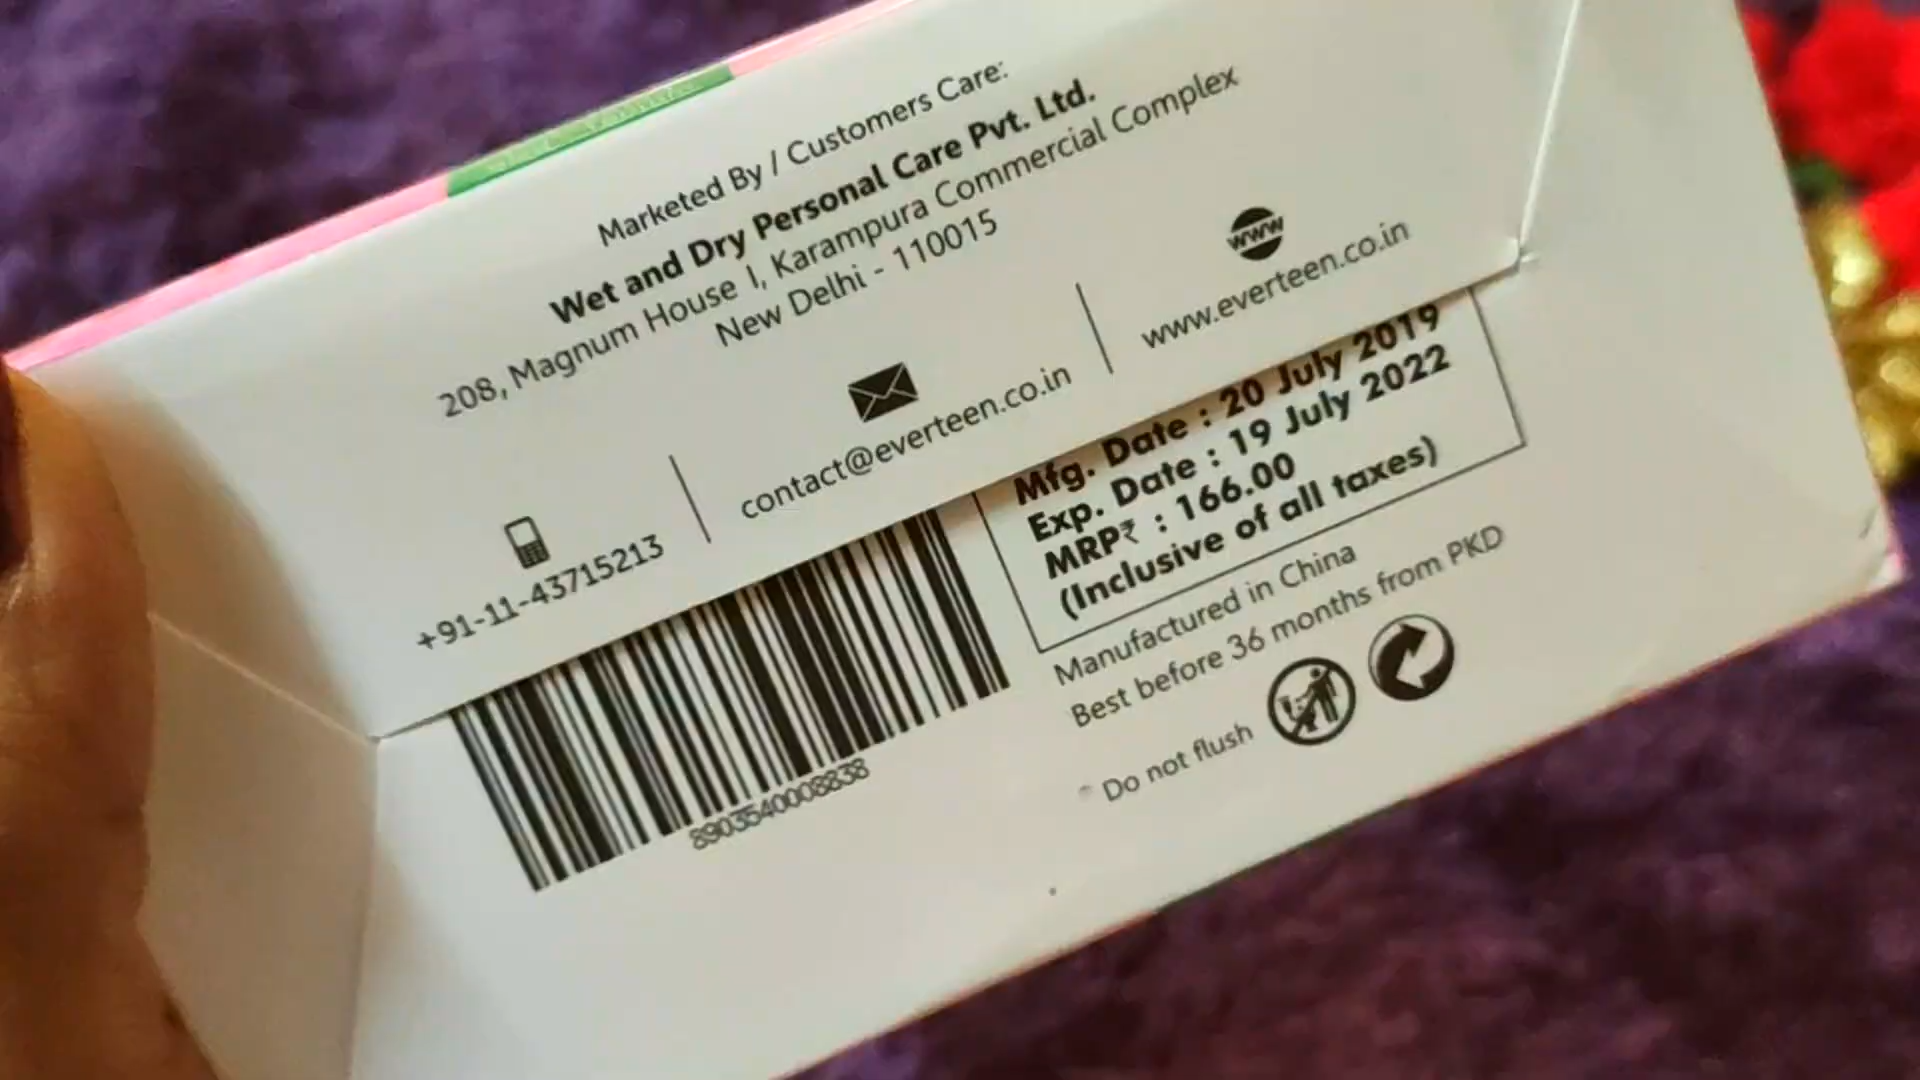 Marketed By / Customers Care:
Wet and Dry Personal Care Pvt. Ltd.
208, Magnum House I, Karampura Commercial Complex
New Delhi - 110015
+91-11-43715213
contact@everteen.co.in
www
www.everteen.co.in
Mfg. Date : 20 July 2019
Exp. Date : 19 July 2022
MRP₹ : 166.00
(Inclusive of all taxes)
Manufactured in China
Best before 36 months from PKD
Do not flush
8903540008838